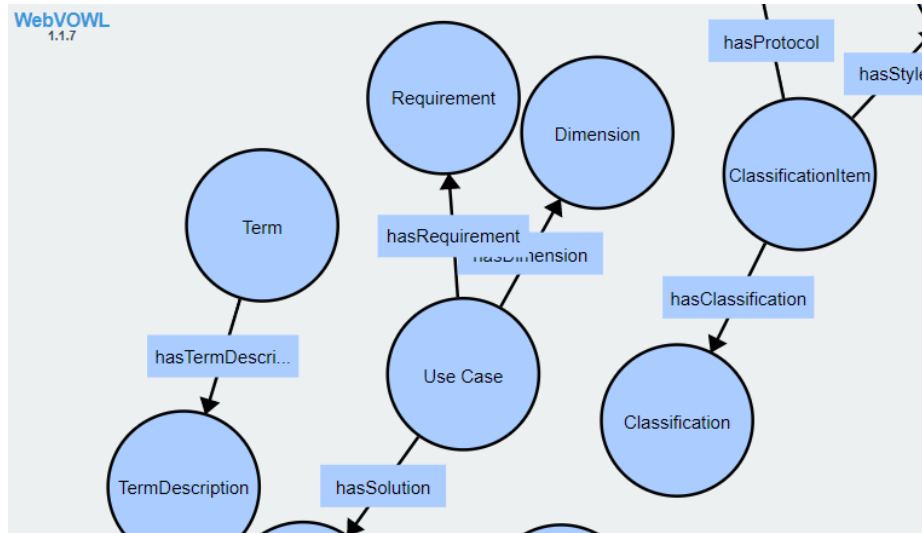 WebVOWL
1.1.7
hasProtocol
hasStyle
Requirement
Dimension
ClassificationItem
Term
hasRequirement
hasDimension
hasClassification
hasTermDescri...
Use Case
Classification
TermDescription
hasSolution